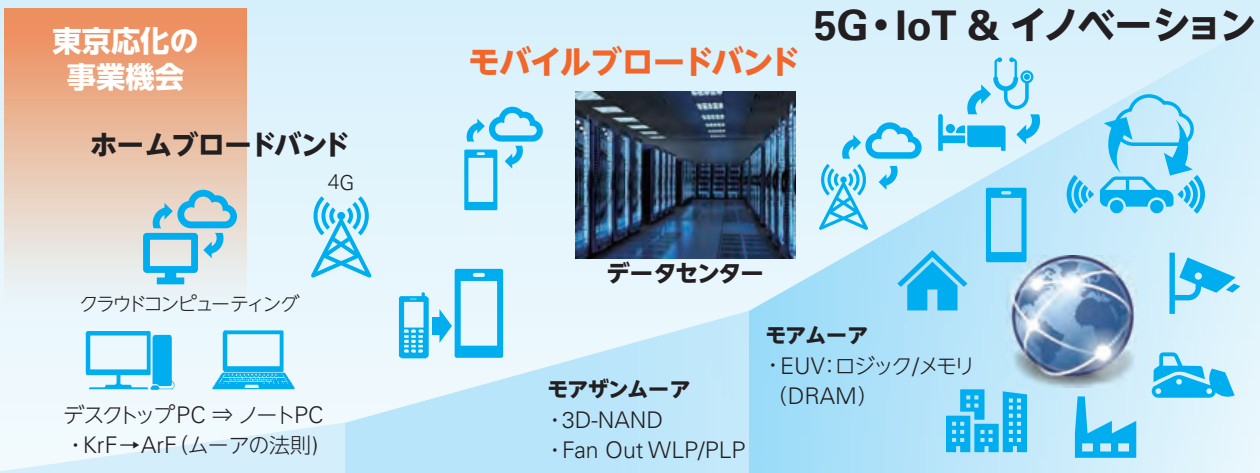 東京応化の
事業機会
ホームブロードバンド
4G
クラウドコンピューティング
デスクトップPC ⇒ ノートPC
・KrF→ArF(ムーアの法則)
モバイルブロードバンド
データセンター
モアザンムーア
・3D-NAND
・Fan Out WLP/PLP
5G・IoT & イノベーション
モアムーア
・EUV:ロジック/メモリ
(DRAM)